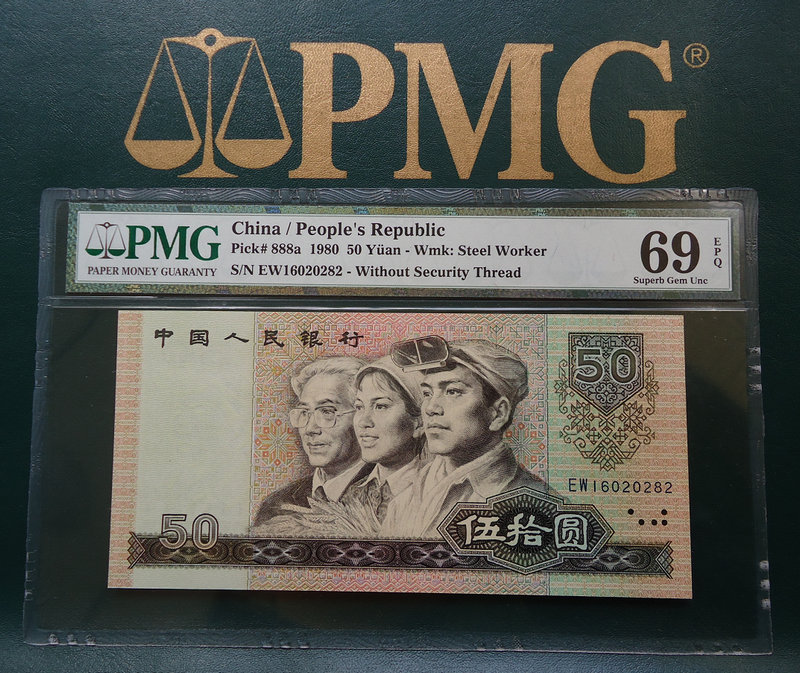 PMG®
PMG
PAPER MONEY GUARANTY
China / People's Republic
Pick# 888a 1980 50 Yüan - Wmk: Steel Worker
S/N EW16020282 - Without Security Thread
69
EPQ
Superb Gem Unc
中国人民银行
50
EW16020282
50
伍拾圆